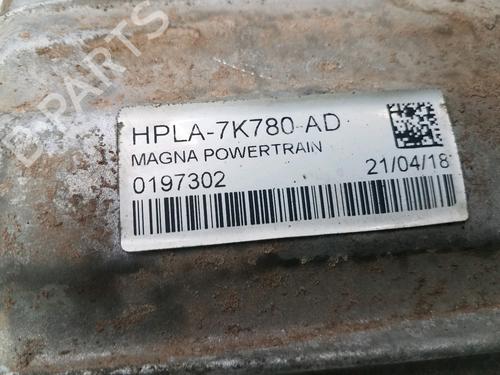 B-PARTS
HPLA-7K780-AD
MAGNA POWERTRAIN
0197302 21/04/18